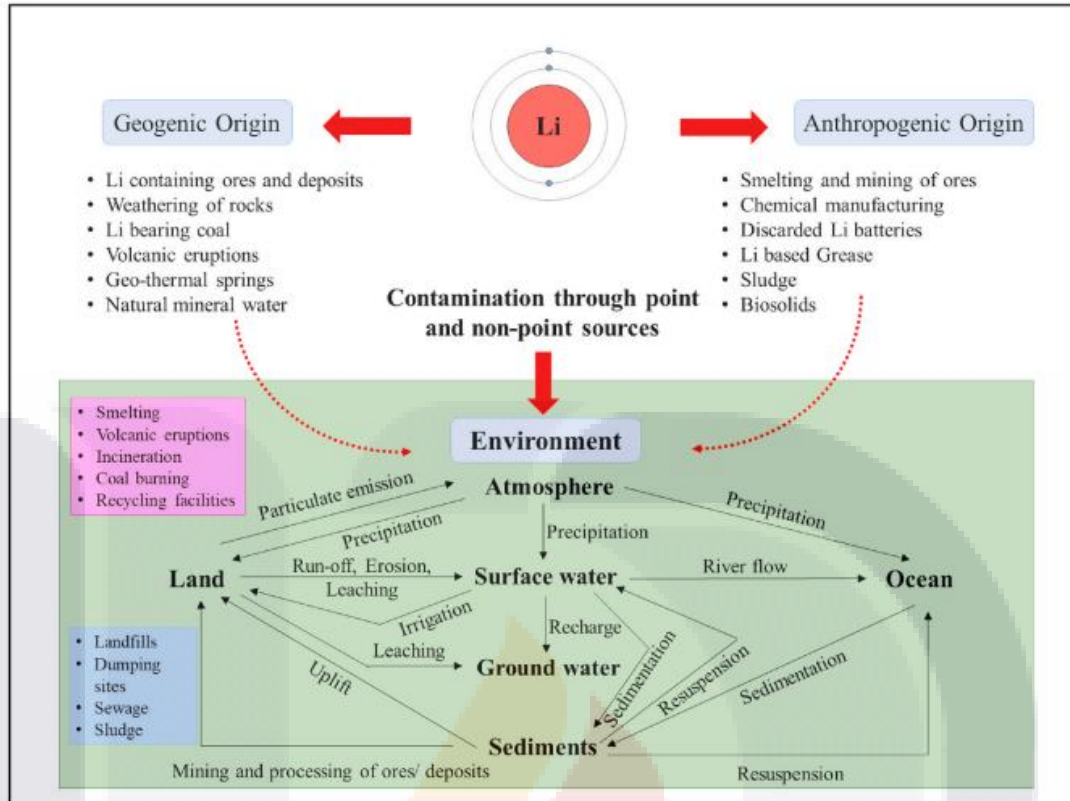 Li
Geogenic Origin
• Li containing ores and deposits
• Weathering of rocks
• Li bearing coal
• Volcanic eruptions
• Geo-thermal springs
• Natural mineral water
Anthropogenic Origin
• Smelting and mining of ores
• Chemical manufacturing
• Discarded Li batteries
• Li based Grease
• Sludge
• Biosolids
Contamination through point
and non-point sources
• Smelting
• Volcanic eruptions
• Incineration
• Coal burning
• Recycling facilities
Environment
Atmosphere
Particulate emission
Precipitation
Precipitation
Precipitation
Land
Run-off, Erosion,
Leaching
Surface water
River flow
Ocean
Irrigation
Recharge
Leaching
Ground water
Sedimentation
Resuspension
Sedimentation
• Landfills
• Dumping
sites
• Sewage
• Sludge
Uplift
Sediments
Mining and processing of ores/ deposits
Resuspension